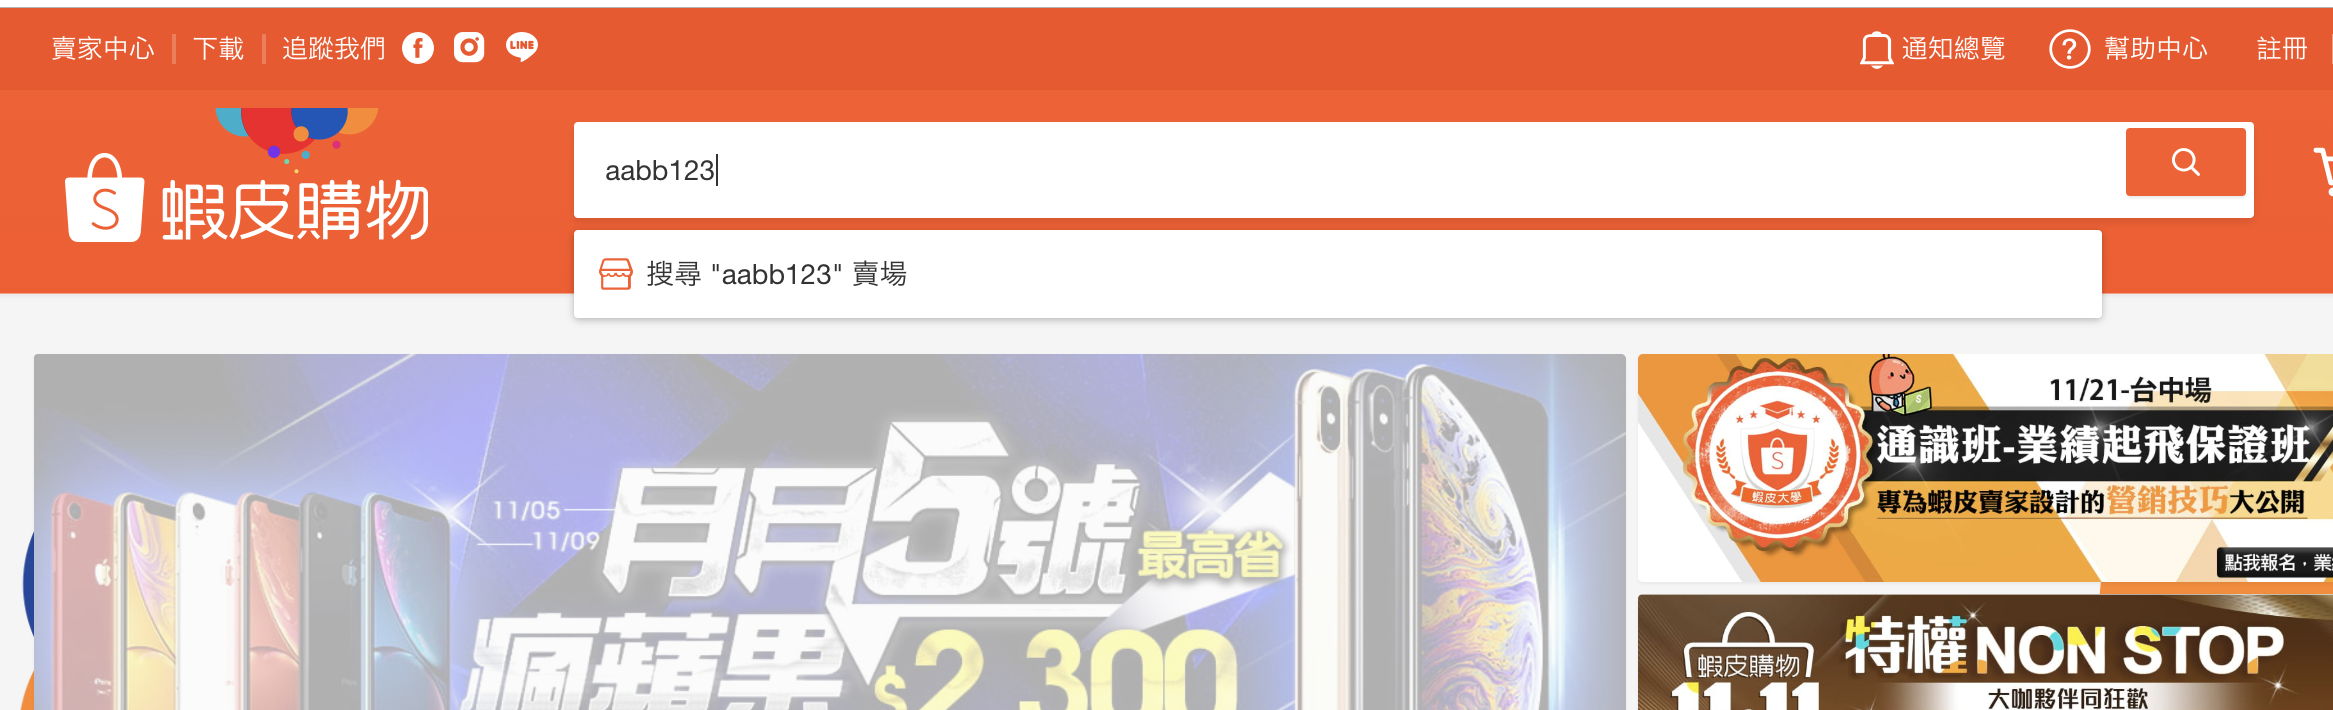 賣家中心
下載
追蹤我們
LINE
通知總覽
幫助中心
註冊
S 蝦皮購物
aabb123
搜尋 "aabb123" 賣場
11/05
11/09
月月5號
最高省
瘋蘋果
$2,300
11/21-台中場
通識班-業績起飛保證班
專為蝦皮賣家設計的營銷技巧大公開
S
蝦皮大學
點我報名・業
蝦皮購物
11.11
特權NON STOP
大咖夥伴同狂歡